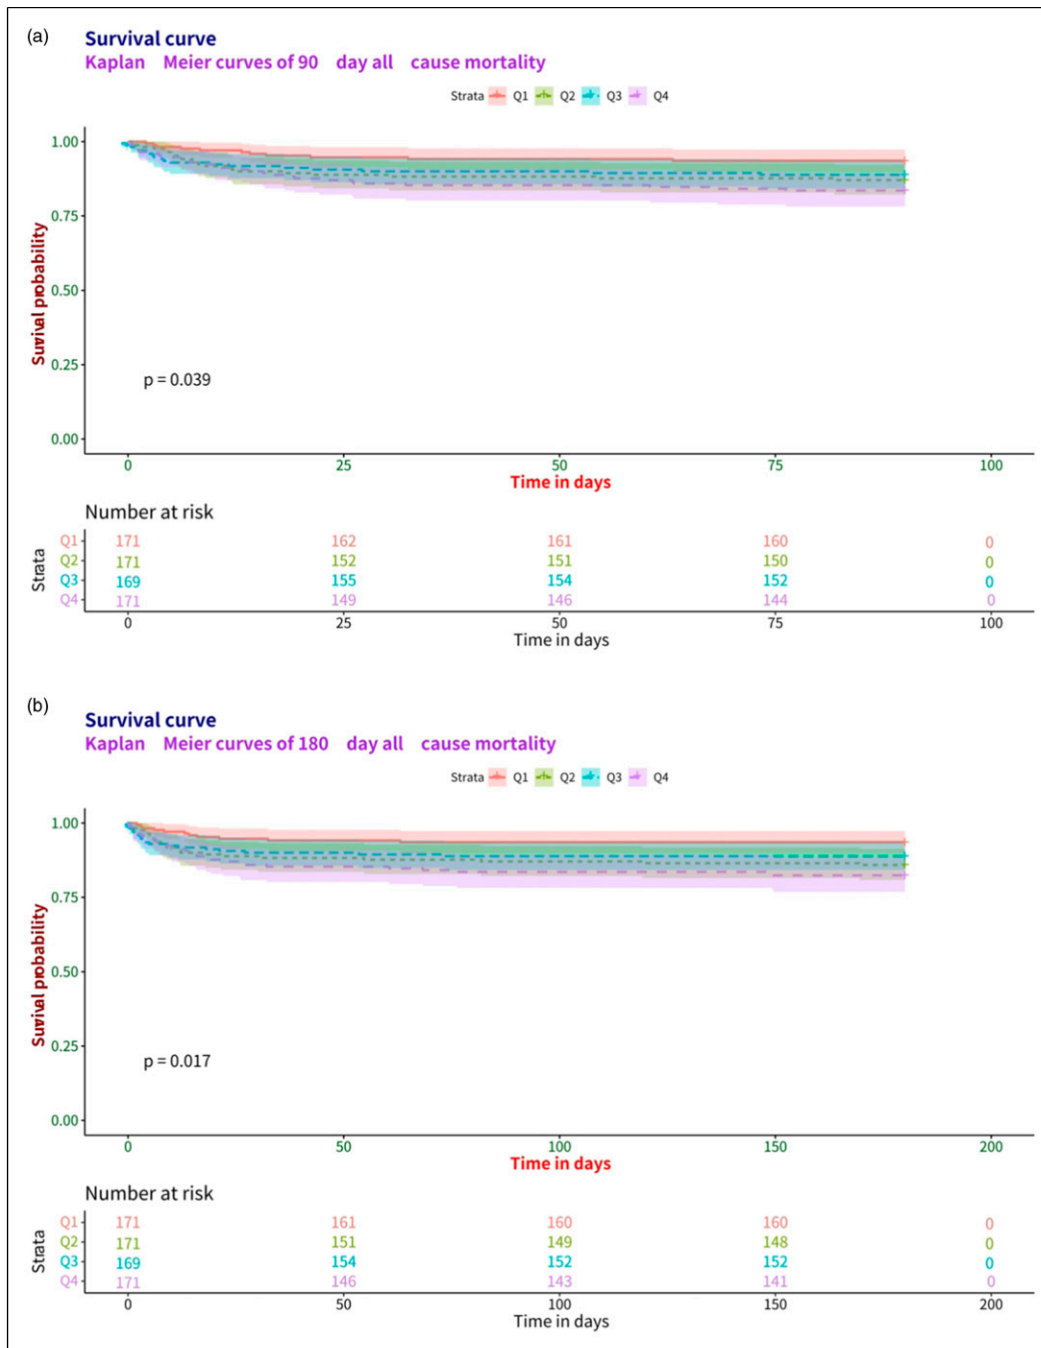 (a)
Survival curve
Kaplan Meier curves of 90 day all cause mortality
Strata Q1 Q2 Q3 Q4
Survival probability
1.00
0.75
0.50
0.25
0.00
p = 0.039
0 25 50 75 100
Time in days
Number at risk
Strata
Q1 171 162 161 160 0
Q2 171 152 151 150 0
Q3 169 155 154 152 0
Q4 171 149 146 144 0
0 25 50 75 100
Time in days
(b)
Survival curve
Kaplan Meier curves of 180 day all cause mortality
Strata Q1 Q2 Q3 Q4
Survival probability
1.00
0.75
0.50
0.25
0.00
p = 0.017
0 50 100 150 200
Time in days
Number at risk
Strata
Q1 171 161 160 160 0
Q2 171 151 149 148 0
Q3 169 154 152 152 0
Q4 171 146 143 141 0
0 50 100 150 200
Time in days